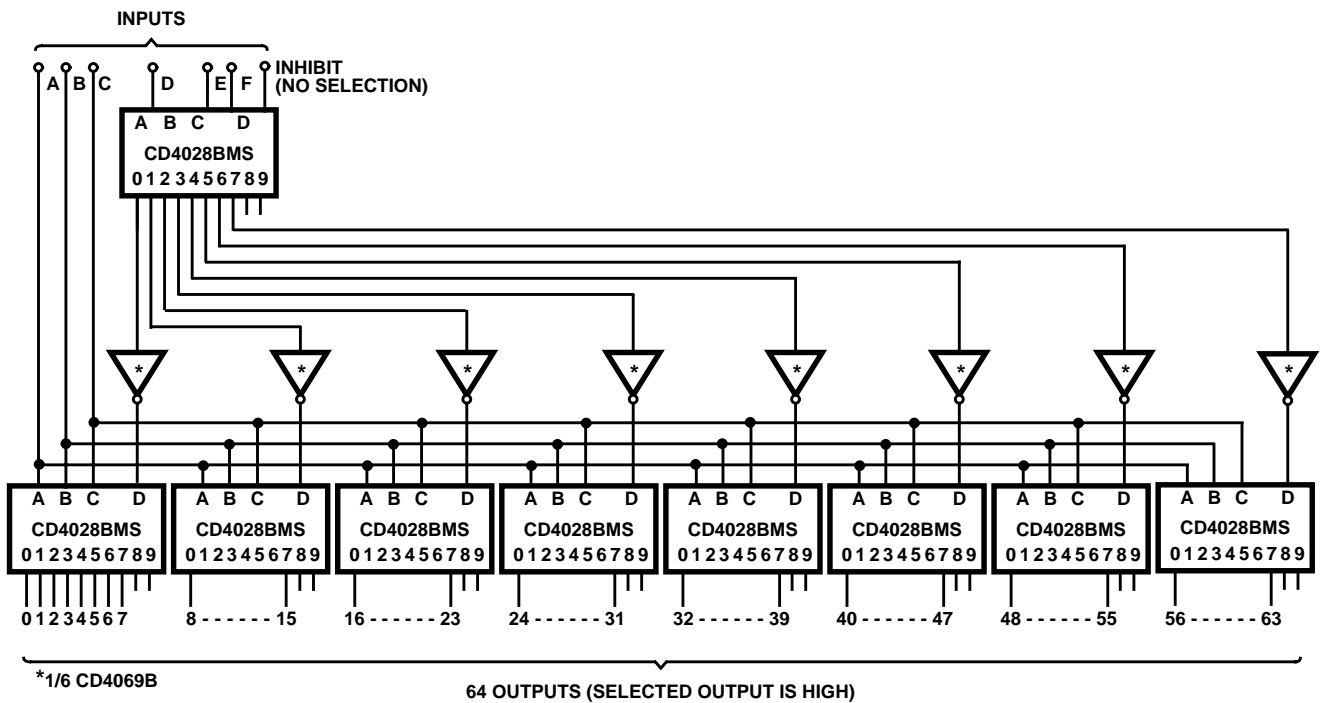 INPUTS
A B C D E F INHIBIT
(NO SELECTION)
A B C D
CD4028BMS
0 1 2 3 4 5 6 7 8 9
* * * * * * * *
A B C D A B C D A B C D A B C D A B C D A B C D A B C D A B C D
CD4028BMS CD4028BMS CD4028BMS CD4028BMS CD4028BMS CD4028BMS CD4028BMS CD4028BMS
0 1 2 3 4 5 6 7 8 9 0 1 2 3 4 5 6 7 8 9 0 1 2 3 4 5 6 7 8 9 0 1 2 3 4 5 6 7 8 9 0 1 2 3 4 5 6 7 8 9 0 1 2 3 4 5 6 7 8 9 0 1 2 3 4 5 6 7 8 9 0 1 2 3 4 5 6 7 8 9
0 1 2 3 4 5 6 7 8 - - - - - - 15 16 - - - - - - 23 24 - - - - - - 31 32 - - - - - - 39 40 - - - - - - 47 48 - - - - - - 55 56 - - - - - - 63
*1/6 CD4069B
64 OUTPUTS (SELECTED OUTPUT IS HIGH)